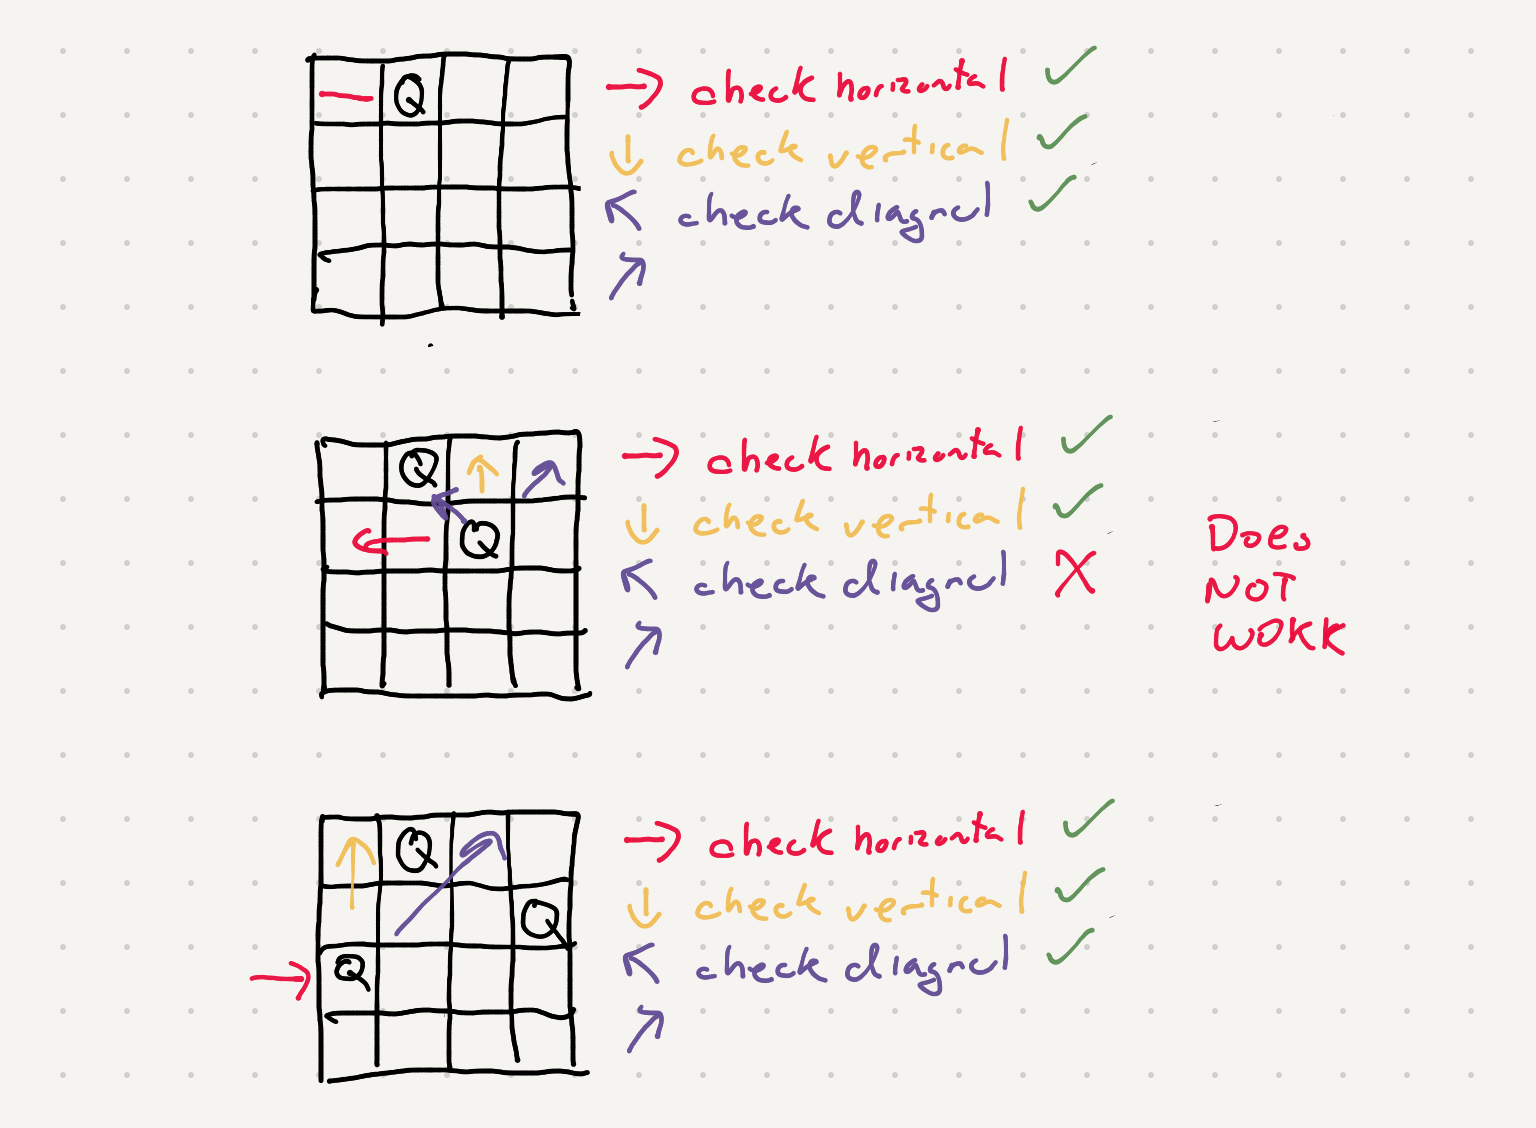 Q
check horizontal
check vertical
check diagnol
Q
Q
check horizontal
check vertical
check diagnol
Does
NOT
WOKK
Q
Q
Q
check horizontal
check vertical
check diagnol